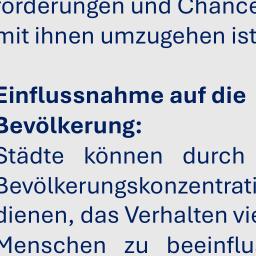 forderungen und Chance
mit ihnen umzugehen ist
Einflussnahme auf die
Bevölkerung:
Städte können durch
Bevölkerungskonzentrati
dienen, das Verhalten vie
Menschen zu beeinflu